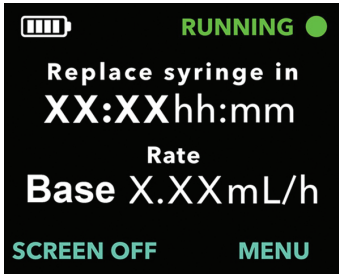 RUNNING
Replace syringe in
XX:XXhh:mm
Rate
Base X.XXmL/h
SCREEN OFF MENU